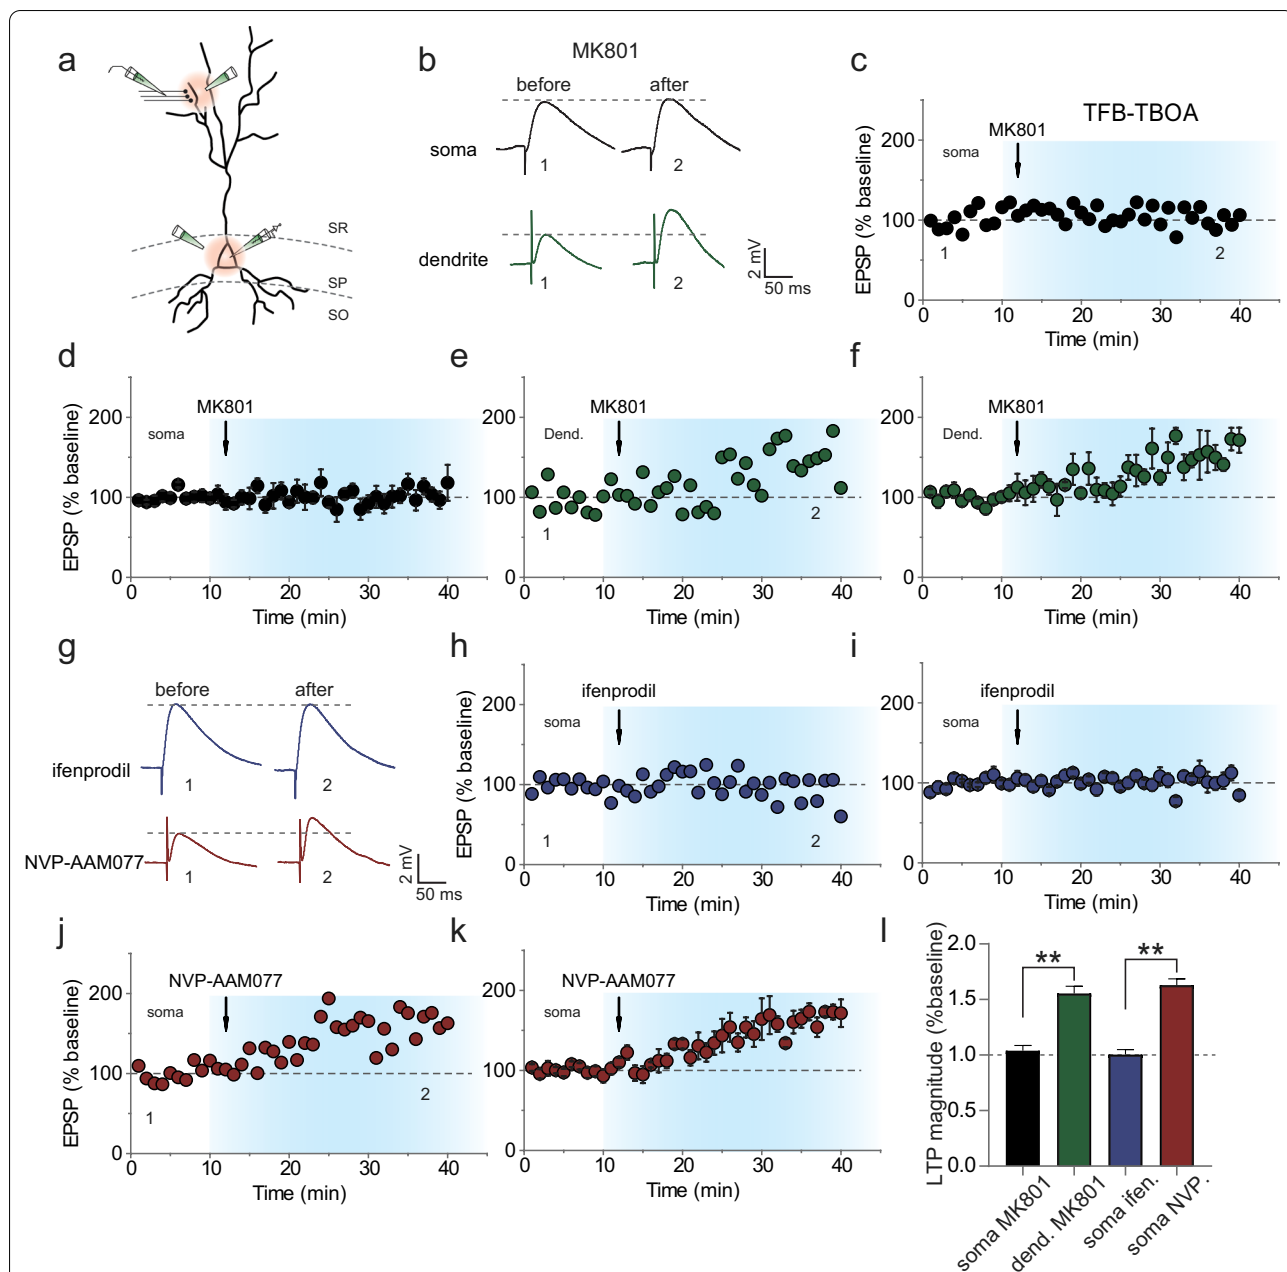 a
SR
SP
SO
b
MK801
before
after
soma
1
2
dendrite
1
2
2 mV
50 ms
c
TFB-TBOA
MK801
soma
EPSP (% baseline)
200
100
0
1
2
0 10 20 30 40
Time (min)
d
MK801
soma
EPSP (% baseline)
200
100
0
0 10 20 30 40
Time (min)
e
MK801
Dend.
200
100
0
1
2
0 10 20 30 40
Time (min)
f
MK801
Dend.
200
100
0
0 10 20 30 40
Time (min)
g
before
after
ifenprodil
1
2
NVP-AAM077
1
2
2 mV
50 ms
h
ifenprodil
soma
EPSP (% baseline)
200
100
0
1
2
0 10 20 30 40
Time (min)
i
ifenprodil
soma
200
100
0
0 10 20 30 40
Time (min)
j
NVP-AAM077
soma
EPSP (% baseline)
200
100
0
1
2
0 10 20 30 40
Time (min)
k
NVP-AAM077
soma
200
100
0
0 10 20 30 40
Time (min)
l
LTP magnitude (%baseline)
2.0
1.5
1.0
0.5
0.0
**
**
soma MK801
dend. MK801
soma ifen.
soma NVP.